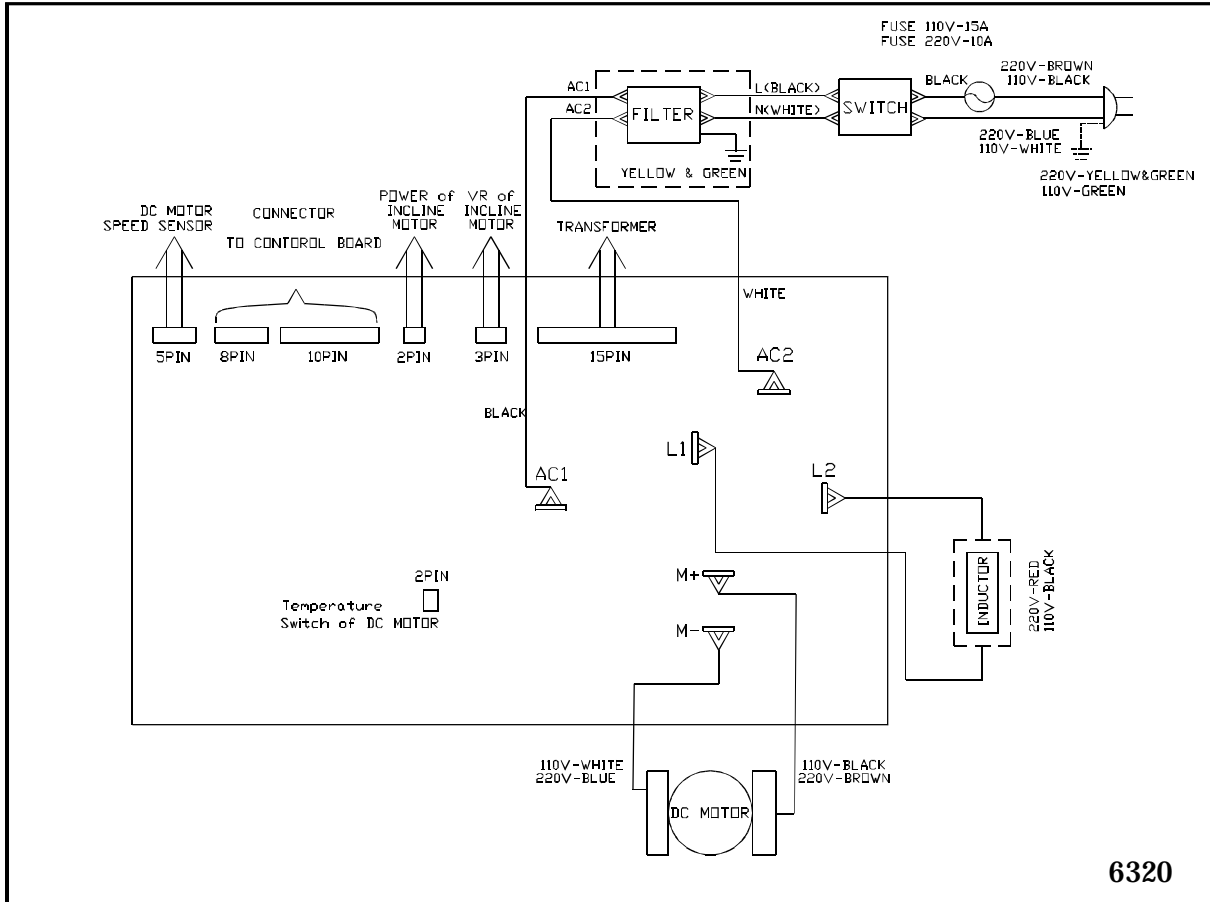 FUSE 110V-15A
FUSE 220V-10A
220V-BROWN
110V-BLACK
BLACK
AC1
L(BLACK)
AC2
FILTER
N(WHITE)
SWITCH
220V-BLUE
110V-WHITE
YELLOW & GREEN
220V-YELLOW&GREEN
110V-GREEN
DC MOTOR
SPEED SENSOR
CONNECTOR
TO CONTOROL BOARD
POWER of
INCLINE
MOTOR
VR of
INCLINE
MOTOR
TRANSFORMER
WHITE
5PIN
8PIN
10PIN
2PIN
3PIN
15PIN
AC2
BLACK
L1
AC1
L2
2PIN
Temperature
Switch of DC MOTOR
M+
M-
INDUCTOR
220V-RED
110V-BLACK
110V-WHITE
220V-BLUE
110V-BLACK
220V-BROWN
DC MOTOR
6320